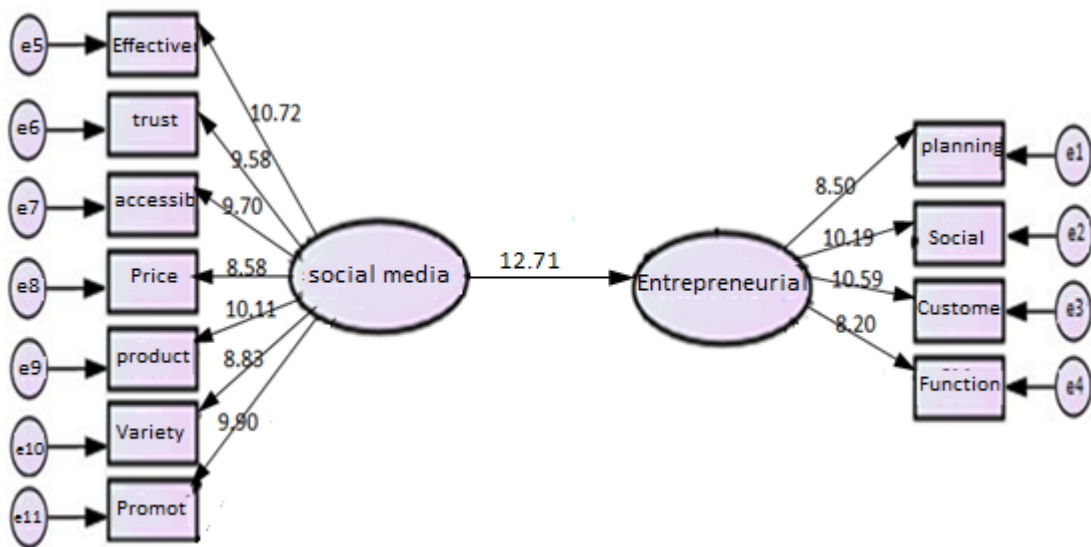 e5
Effectiver
10.72
e6
trust
9.58
e7
accessib
9.70
e8
Price
8.58
e9
product
10.11
e10
Variety
8.83
e11
Promot
9.90
social media
12.71
Entrepreneurial
8.50
planning
e1
10.19
Social
e2
10.59
Custome
e3
8.20
Function
e4